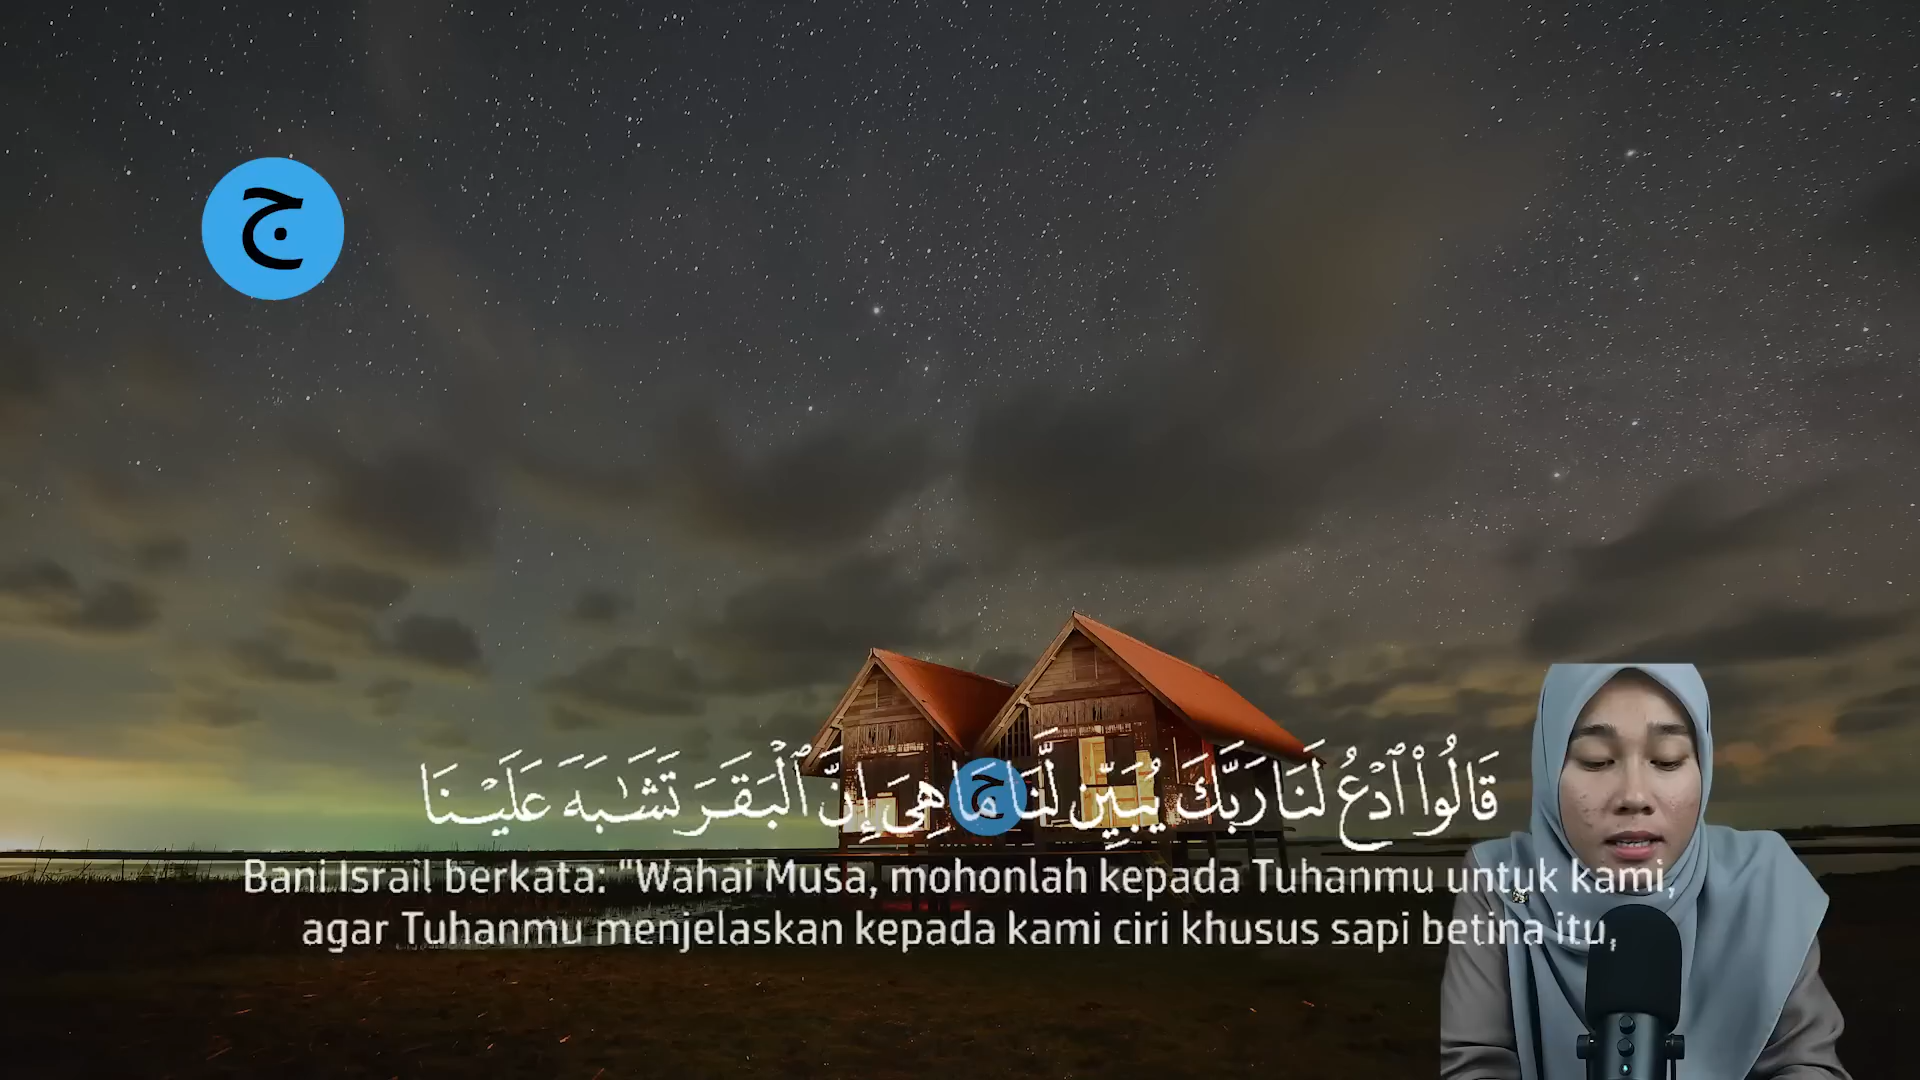 ج
قَالُوا۟ ٱدْعُ لَنَا رَبَّكَ يُبَيِّن لَّنَا مَا هِىَ إِنَّ ٱلْبَقَرَ تَشَـٰبَهَ عَلَيْنَا
ج
Bani Israil berkata: "Wahai Musa, mohonlah kepada Tuhanmu untuk kami,
agar Tuhanmu menjelaskan kepada kami ciri khusus sapi betina itu,